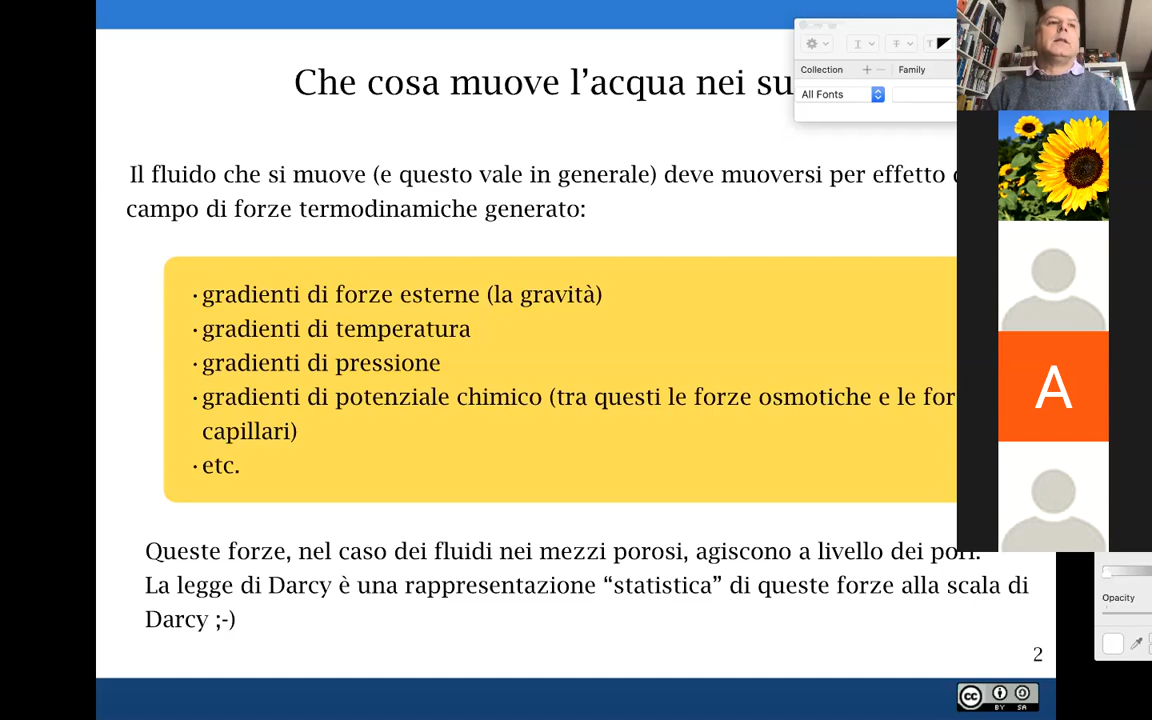 Che cosa muove l’acqua nei
Collection + − Family
All Fonts
Il fluido che si muove (e questo vale in generale) deve muoversi per effetto
campo di forze termodinamiche generato:
·gradienti di forze esterne (la gravità)
·gradienti di temperatura
·gradienti di pressione
·gradienti di potenziale chimico (tra questi le forze osmotiche e le
capillari)
·etc.
A
Queste forze, nel caso dei fluidi nei mezzi porosi, agiscono a livello dei pori.
La legge di Darcy è una rappresentazione “statistica” di queste forze alla scala di
Darcy ;-)
Opacity
2
cc BY SA